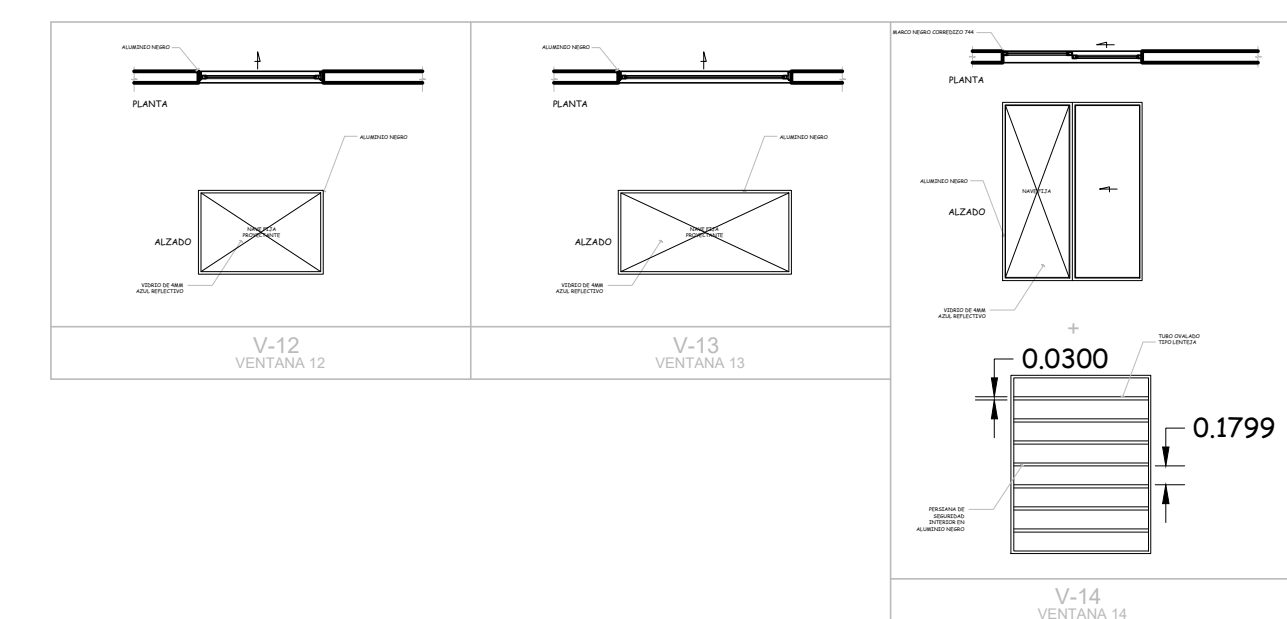 ALUMINIO NEGRO
PLANTA
ALUMINIO NEGRO
NAVE FIJA
PROYECTANTE
ALZADO
VIDRIO DE 4MM
AZUL REFLECTIVO
V-12
VENTANA 12
ALUMINIO NEGRO
PLANTA
ALUMINIO NEGRO
NAVE FIJA
PROYECTANTE
ALZADO
VIDRIO DE 4MM
AZUL REFLECTIVO
V-13
VENTANA 13
MARCO NEGRO CORREDIZO 744
PLANTA
ALUMINIO NEGRO
NAVE FIJA
ALZADO
VIDRIO DE 4MM
AZUL REFLECTIVO
+
TUBO OVALADO
TIPO LENTEJA
0.0300
0.1799
PERSIANA DE
SEGURIDAD
INTERIOR EN
ALUMINIO NEGRO
V-14
VENTANA 14